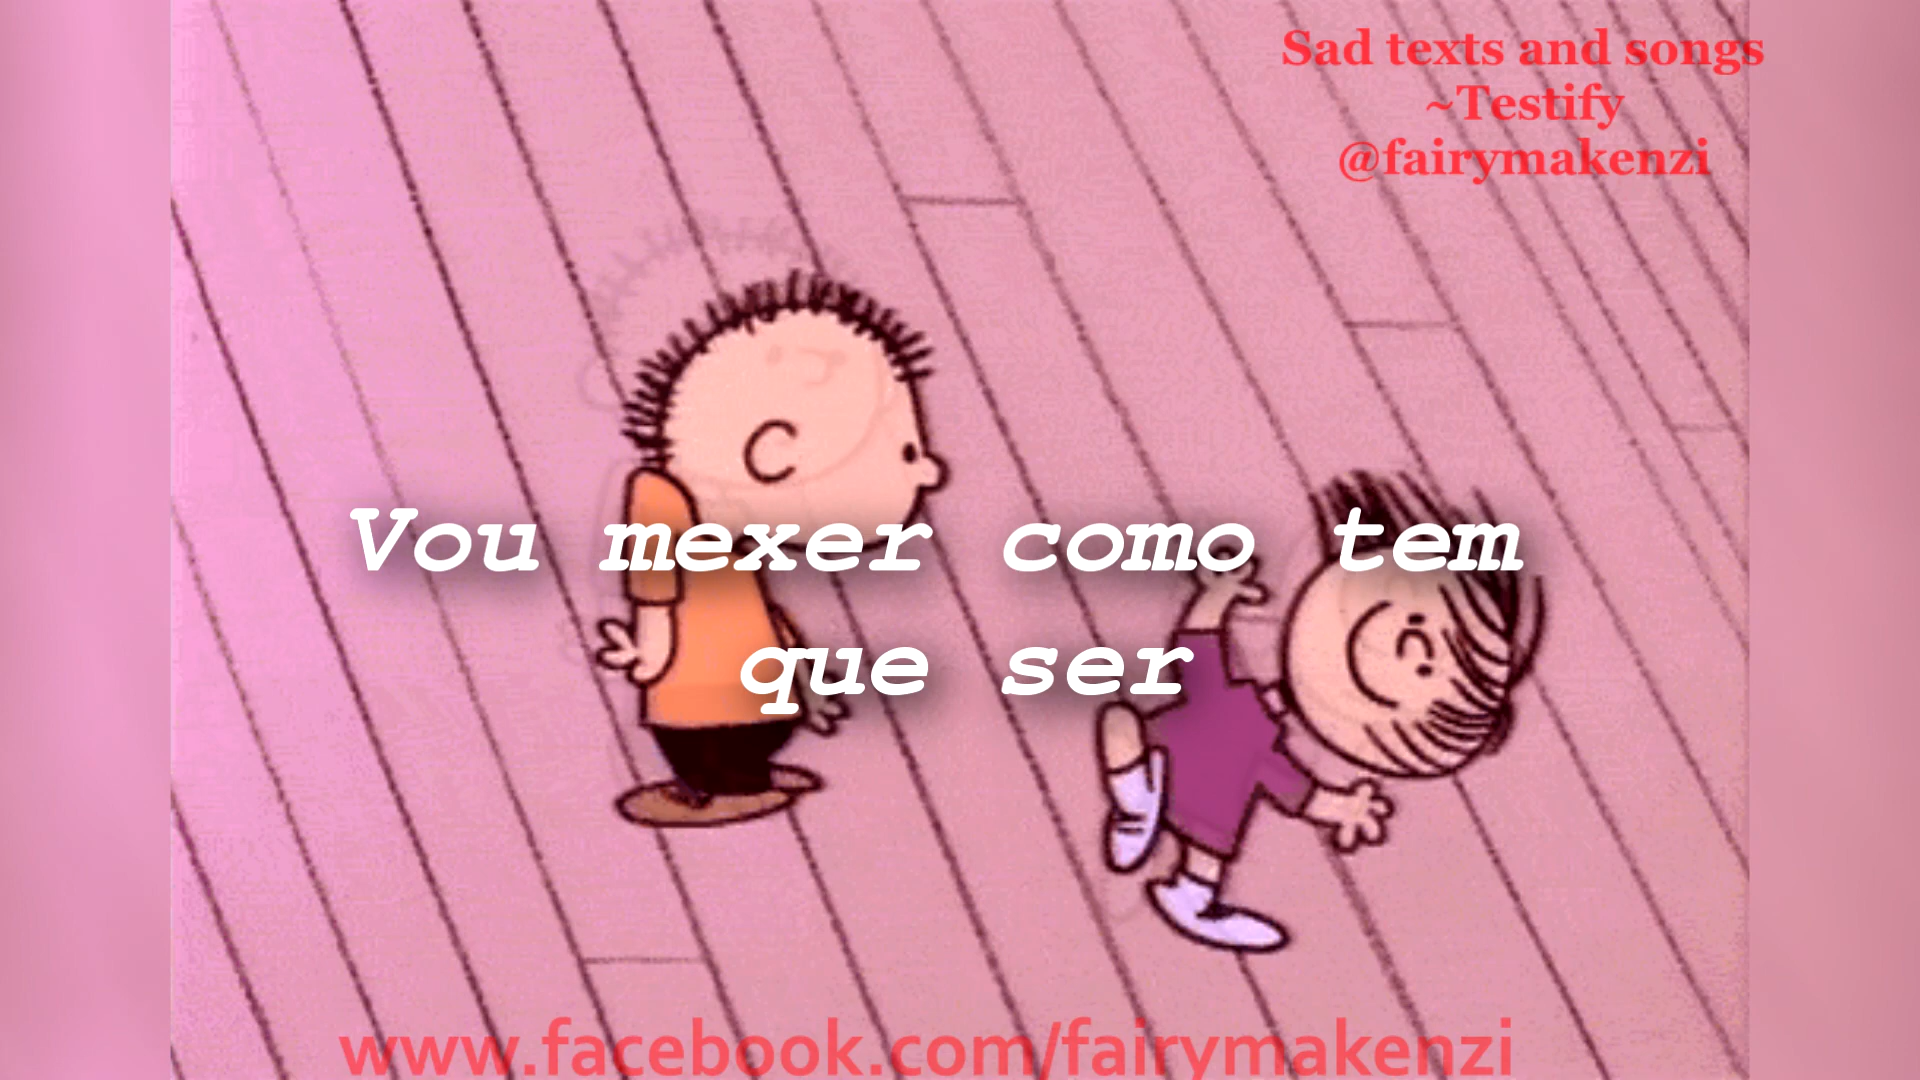 Sad texts and songs
~Testify
@fairymakenzi
Vou mexer como tem
que ser
www.facebook.com/fairymakenzi